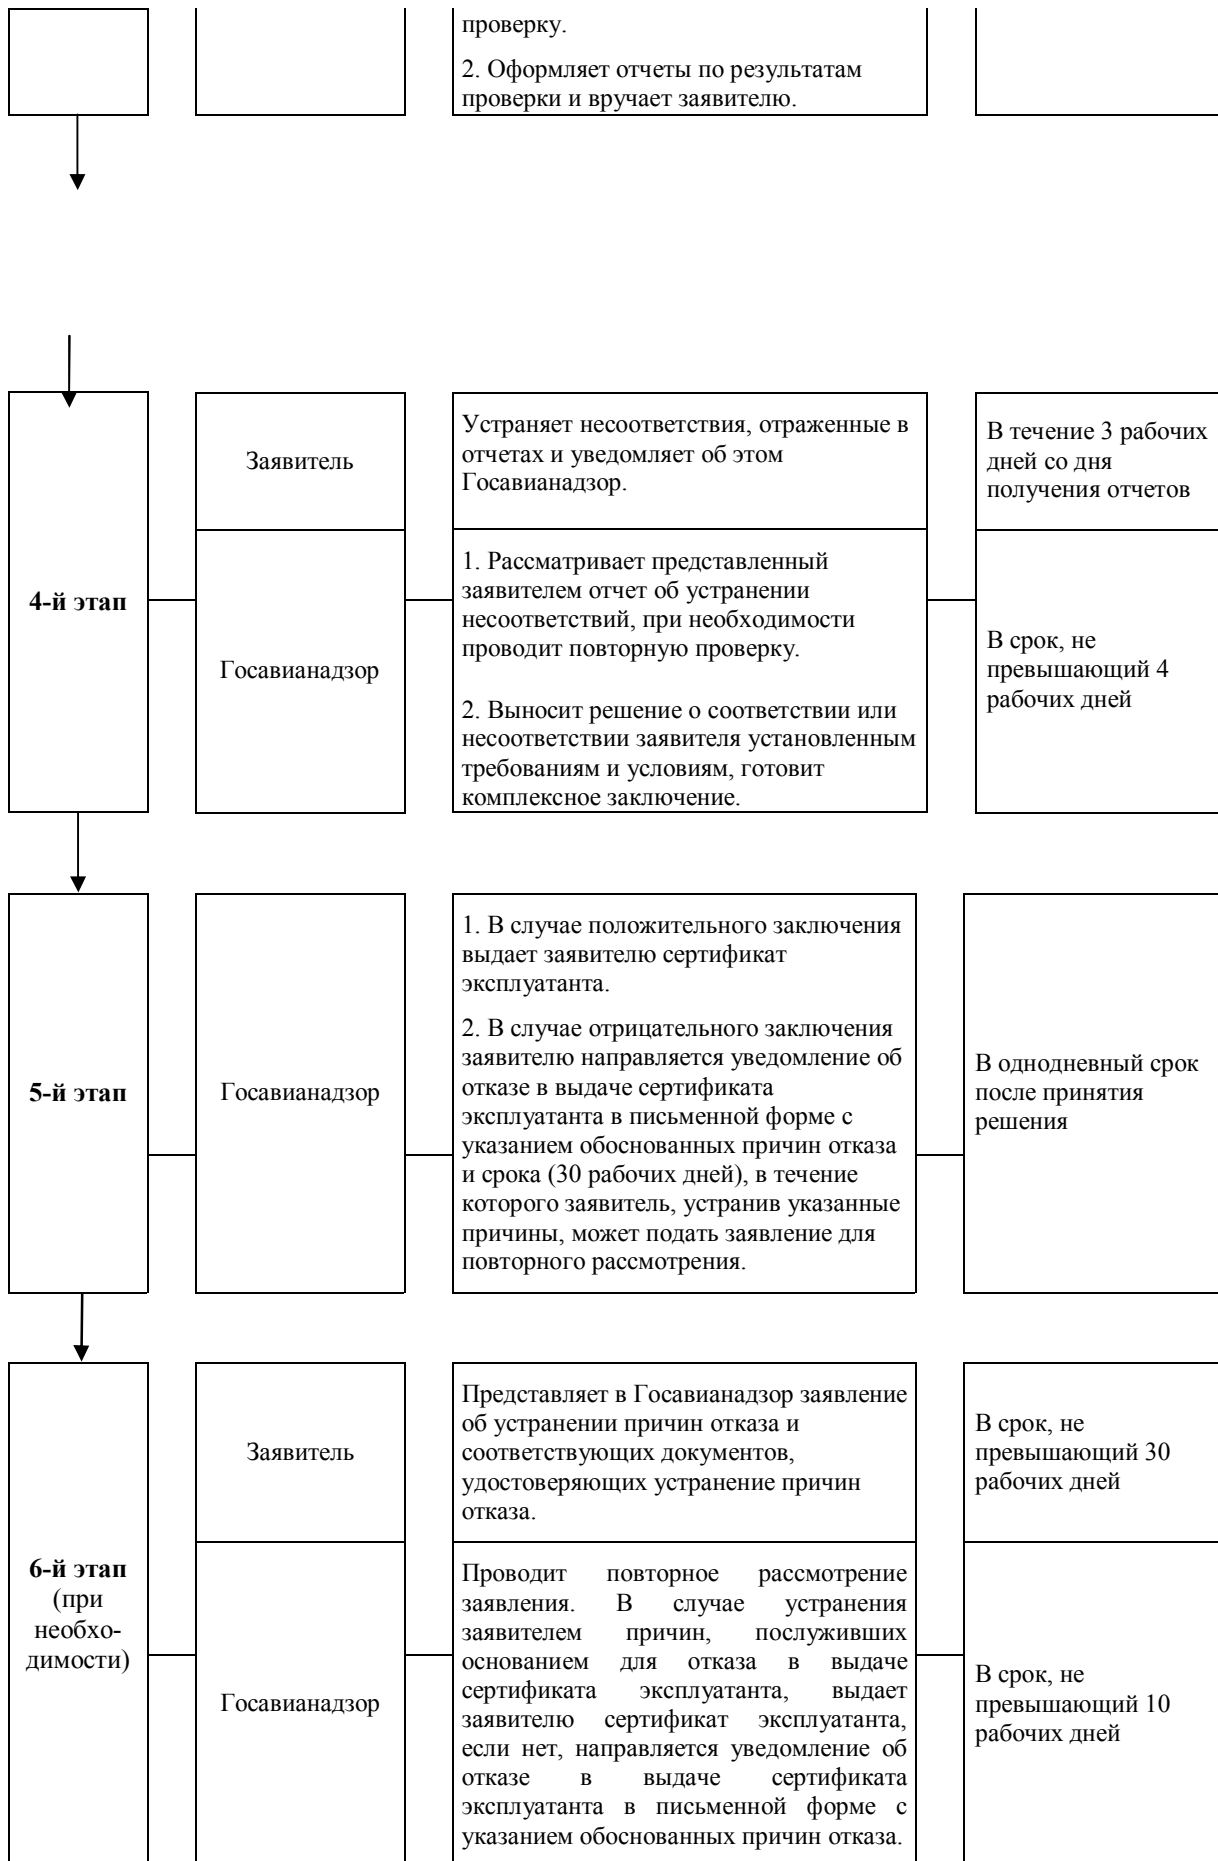 проверку.
2. Оформляет отчеты по результатам
проверки и вручает заявителю.
4-й этап
Заявитель
Устраняет несоответствия, отраженные в
отчетах и уведомляет об этом
Госавианадзор.
В течение 3 рабочих
дней со дня
получения отчетов
Госавианадзор
1. Рассматривает представленный
заявителем отчет об устранении
несоответствий, при необходимости
проводит повторную проверку.
2. Выносит решение о соответствии или
несоответствии заявителя установленным
требованиям и условиям, готовит
комплексное заключение.
В срок, не
превышающий 4
рабочих дней
5-й этап
Госавианадзор
1. В случае положительного заключения
выдает заявителю сертификат
эксплуатанта.
2. В случае отрицательного заключения
заявителю направляется уведомление об
отказе в выдаче сертификата
эксплуатанта в письменной форме с
указанием обоснованных причин отказа
и срока (30 рабочих дней), в течение
которого заявитель, устранив указанные
причины, может подать заявление для
повторного рассмотрения.
В однодневный срок
после принятия
решения
6-й этап
(при
необхо-
димости)
Заявитель
Представляет в Госавианадзор заявление
об устранении причин отказа и
соответствующих документов,
удостоверяющих устранение причин
отказа.
В срок, не
превышающий 30
рабочих дней
Госавианадзор
Проводит повторное рассмотрение
заявления. В случае устранения
заявителем причин, послуживших
основанием для отказа в выдаче
сертификата эксплуатанта, выдает
заявителю сертификат эксплуатанта,
если нет, направляется уведомление об
отказе в выдаче сертификата
эксплуатанта в письменной форме с
указанием обоснованных причин отказа.
В срок, не
превышающий 10
рабочих дней